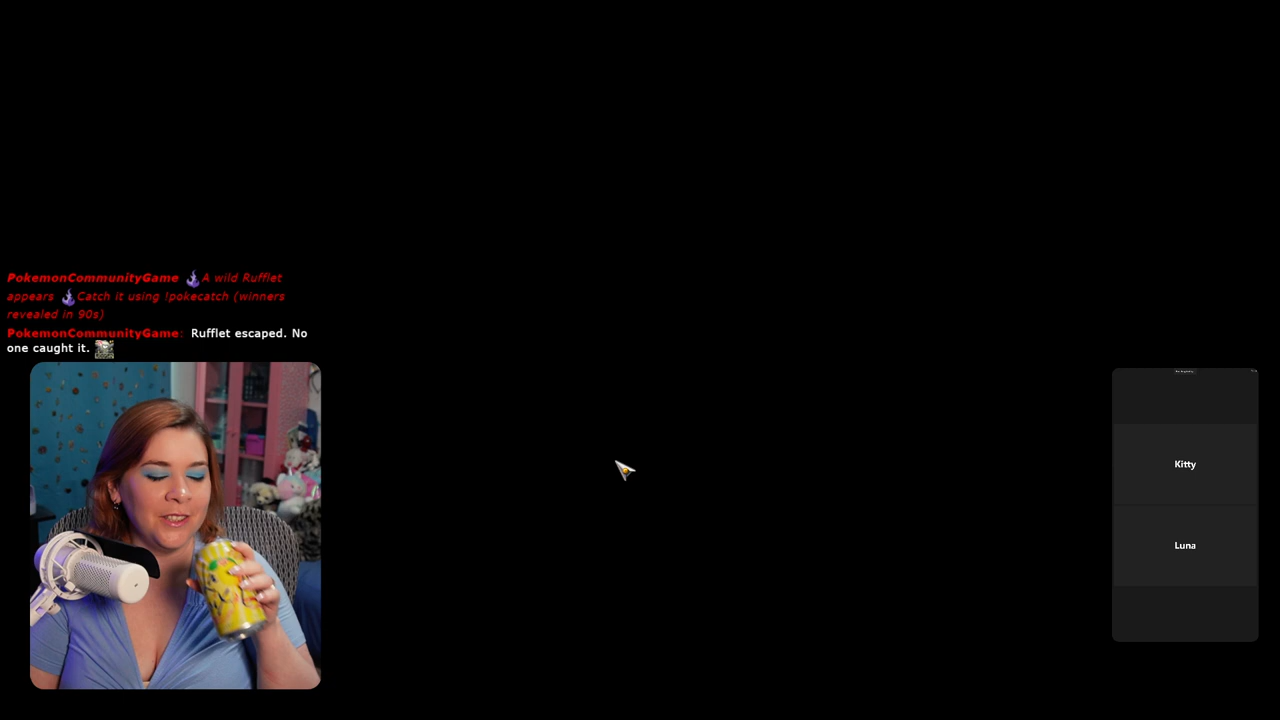 PokemonCommunityGame A wild Rufflet
appears Catch it using !pokecatch (winners
revealed in 90s)
PokemonCommunityGame: Rufflet escaped. No
one caught it.
Kitty
Luna